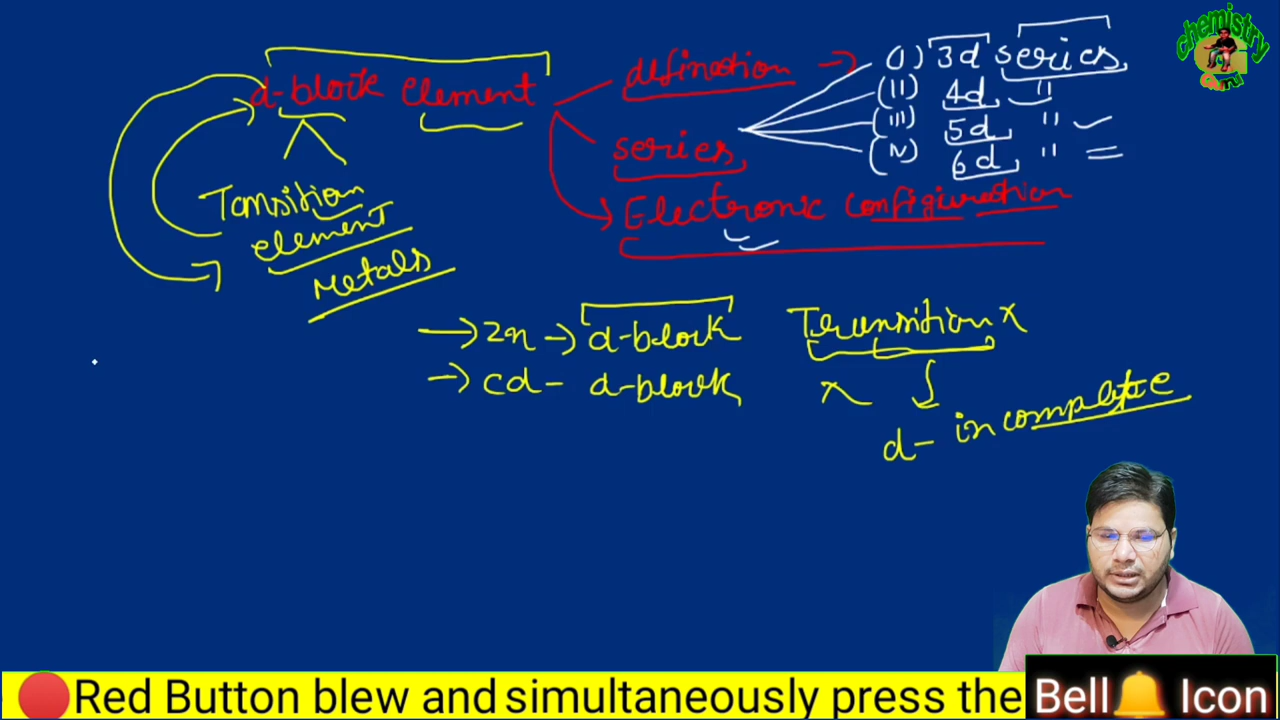 d-block element
defination →
(I) 3d series
(II) 4d "
(III) 5d " ✓
(IV) 6d " =
series
Electronic configuration
Transition
element
Metals
→ Zn → d-block Transition x
→ cd - d-block x
d- incomplete
chemistry
Guru
🔴Red Button blew and simultaneously press the Bell🔔 Icon